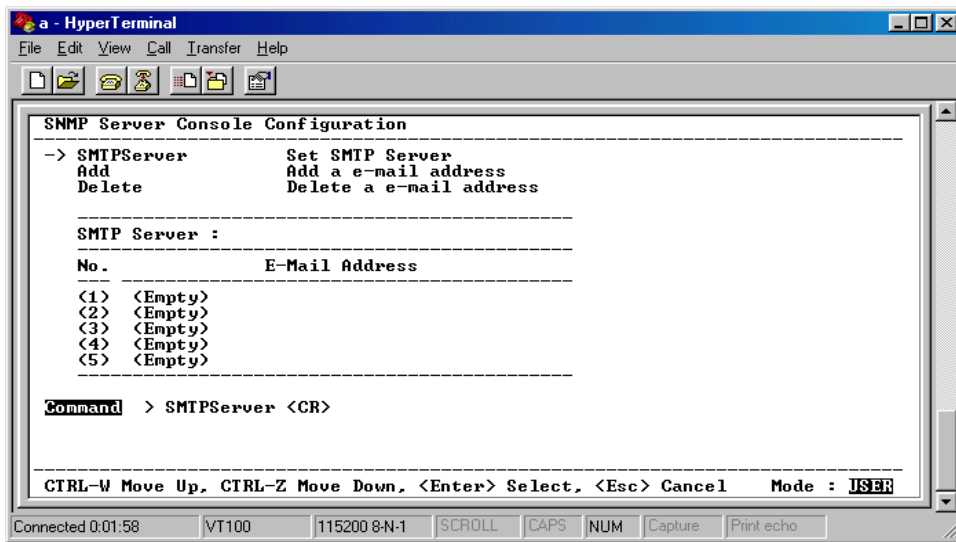 a - HyperTerminal
File Edit View Call Transfer Help
SNMP Server Console Configuration
-> SMTPServer Set SMTP Server
Add Add a e-mail address
Delete Delete a e-mail address
SMTP Server :
No. E-Mail Address
(1) (Empty)
(2) (Empty)
(3) (Empty)
(4) (Empty)
(5) (Empty)
Command > SMTPServer <CR>
CTRL-W Move Up, CTRL-Z Move Down, <Enter> Select, <Esc> Cancel Mode : USER
Connected 0:01:58 VT100 115200 8-N-1 SCROLL CAPS NUM Capture Print echo